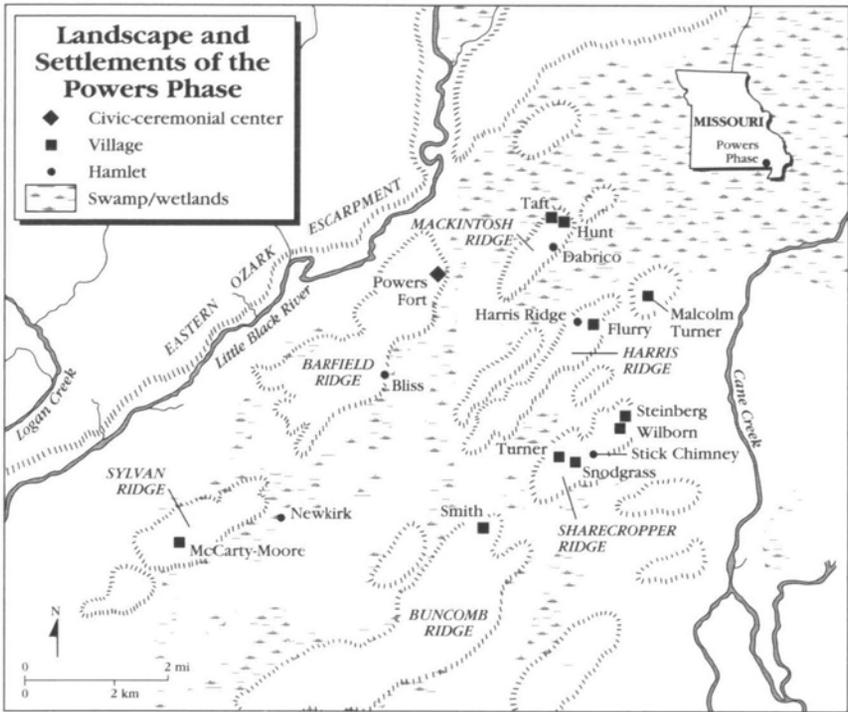 Landscape and
Settlements of the
Powers Phase
Civic-ceremonial center
Village
Hamlet
Swamp/wetlands
MISSOURI
Powers
Phase
EASTERN OZARK ESCARPMENT
Little Black River
Logan Creek
Taft
Hunt
MACKINTOSH
RIDGE
Dabrico
Powers
Fort
Harris Ridge
Flurry
Malcolm
Turner
HARRIS
RIDGE
BARFIELD
RIDGE
Bliss
Cane Creek
Steinberg
Wilborn
Turner
Stick Chimney
Snodgrass
SYLVAN
RIDGE
Newkirk
Smith
SHARECROPPER
RIDGE
McCarty-Moore
BUNCOMB
RIDGE
N
0 2 mi
0 2 km